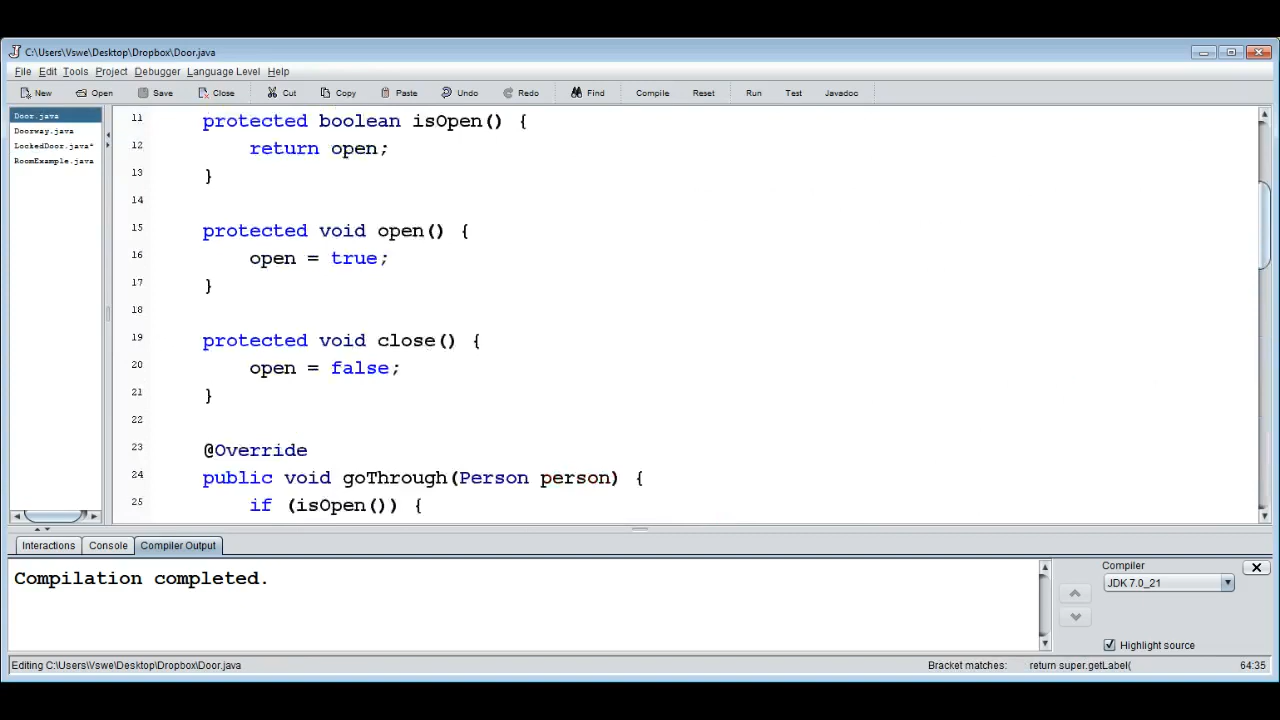 C:\Users\Vswe\Desktop\Dropbox\Door.java
File Edit Tools Project Debugger Language Level Help
New Open Save Close Cut Copy Paste Undo Redo Find Compile Reset Run Test Javadoc
Door.java
Doorway.java
LockedDoor.java*
RoomExample.java
11 protected boolean isOpen() {
12 return open;
13 }
14
15 protected void open() {
16 open = true;
17 }
18
19 protected void close() {
20 open = false;
21 }
22
23 @Override
24 public void goThrough(Person person) {
25 if (isOpen()) {
Interactions Console Compiler Output
Compilation completed.
Compiler
JDK 7.0_21
Highlight source
Editing C:\Users\Vswe\Desktop\Dropbox\Door.java Bracket matches: return super.getLabel( 64:35